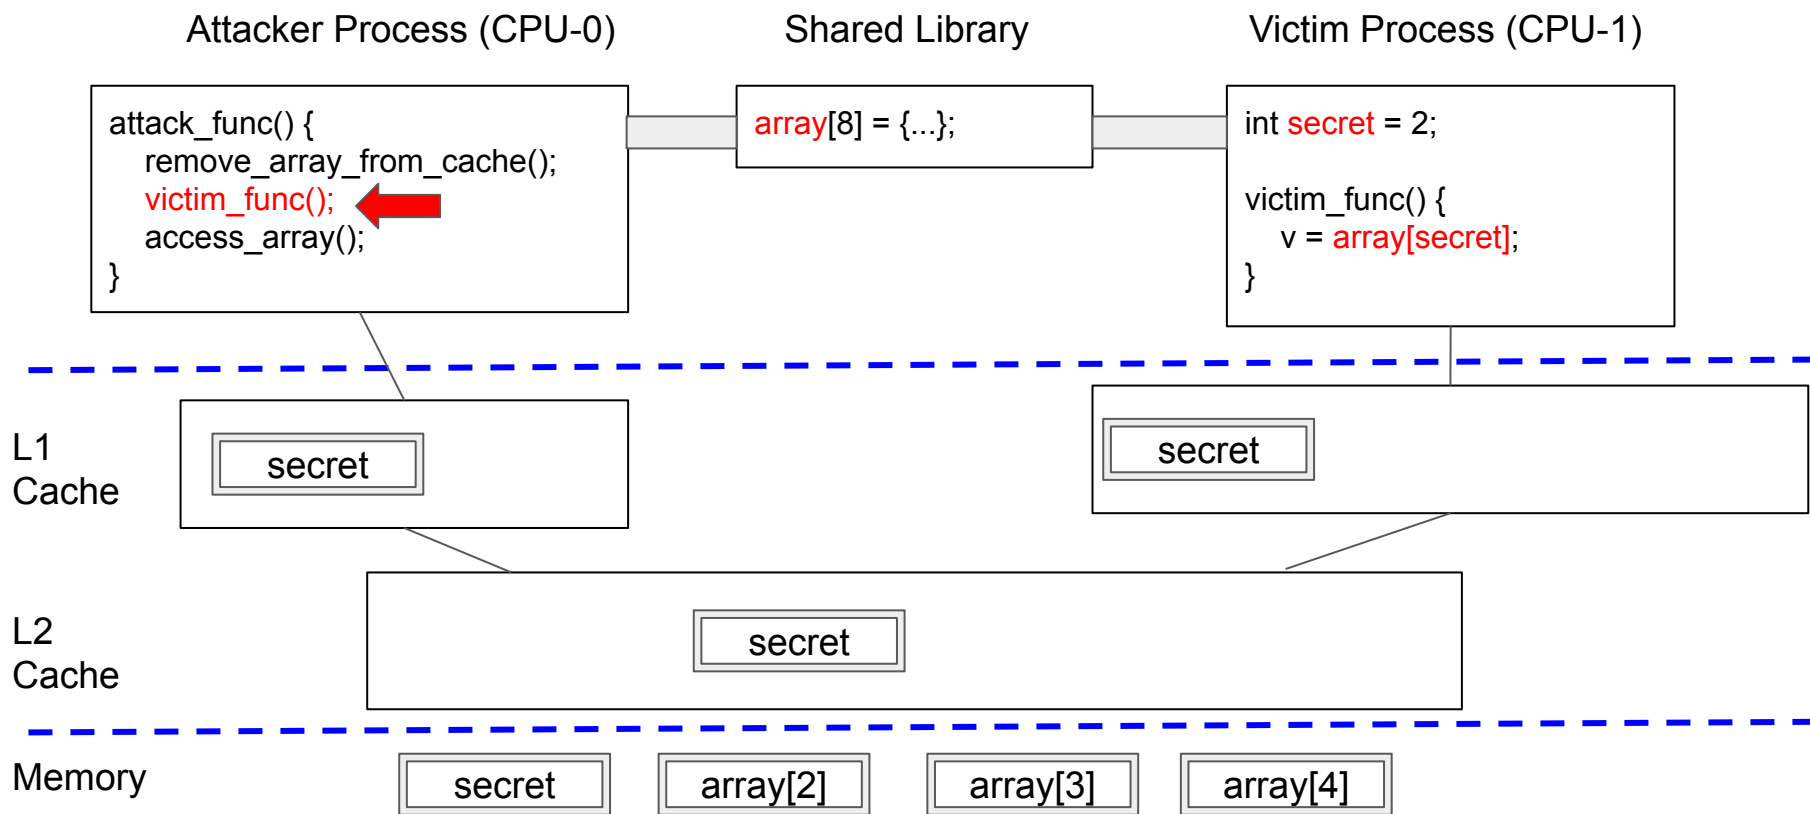 Attacker Process (CPU-0)
Shared Library
Victim Process (CPU-1)
attack_func() {
remove_array_from_cache();
victim_func();
access_array();
}
array[8] = {...};
int secret = 2;
victim_func() {
v = array[secret];
}
L1
Cache
secret
secret
L2
Cache
secret
Memory
secret
array[2]
array[3]
array[4]